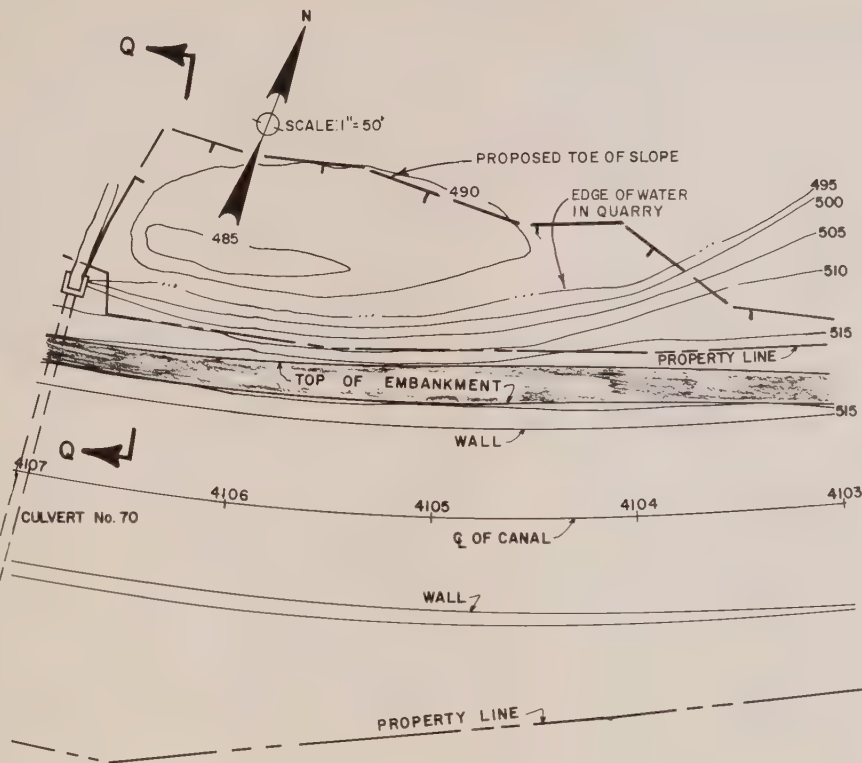 N
Q
SCALE: 1" = 50'
PROPOSED TOE OF SLOPE
490
EDGE OF WATER
IN QUARRY
495
500
485
505
510
515
PROPERTY LINE
TOP OF EMBANKMENT
515
WALL
Q
4107
4106
4105
4104
4103
CULVERT No. 70
℄ OF CANAL
WALL
PROPERTY LINE